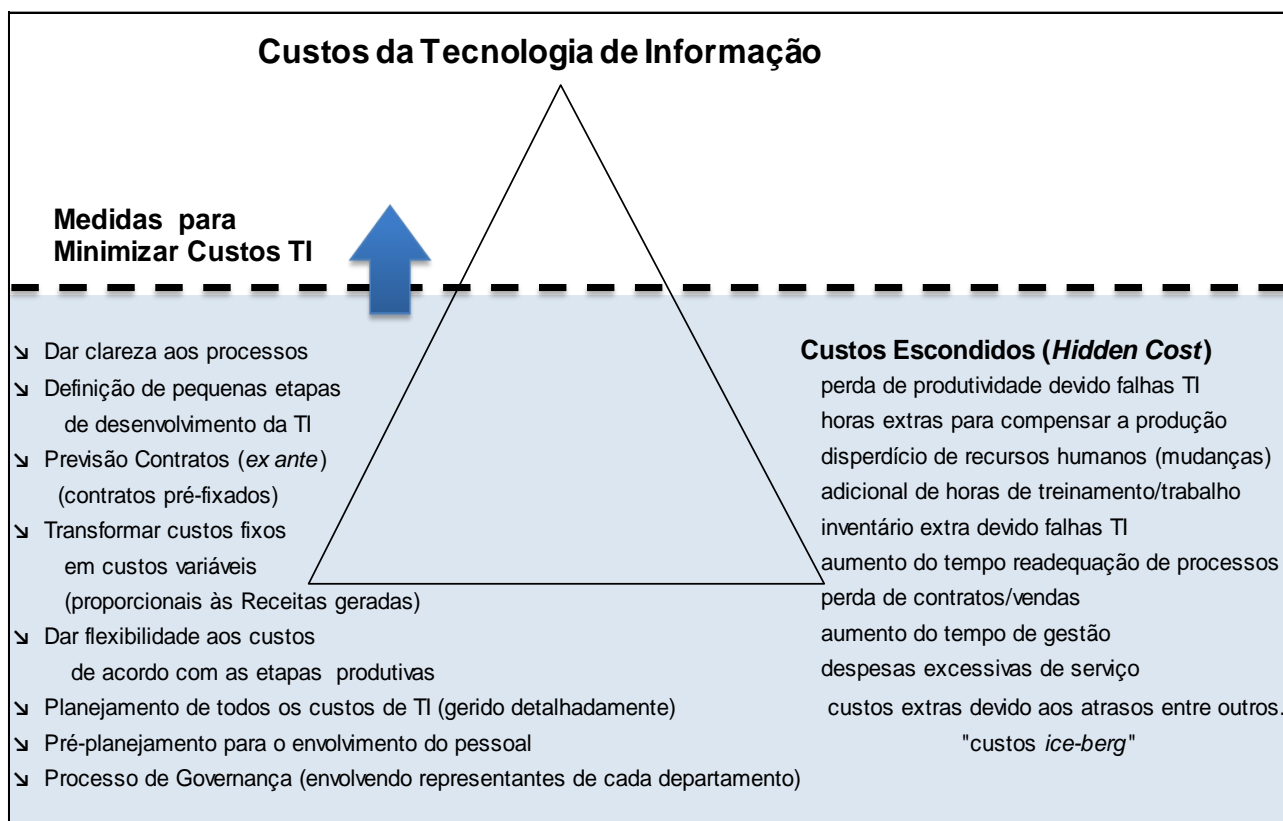 Custos da Tecnologia de Informação
Medidas para
Minimizar Custos TI
↘ Dar clareza aos processos
↘ Definição de pequenas etapas
de desenvolvimento da TI
↘ Previsão Contratos (ex ante)
(contratos pré-fixados)
↘ Transformar custos fixos
em custos variáveis
(proporcionais às Receitas geradas)
↘ Dar flexibilidade aos custos
de acordo com as etapas produtivas
↘ Planejamento de todos os custos de TI (gerido detalhadamente)
↘ Pré-planejamento para o envolvimento do pessoal
↘ Processo de Governança (envolvendo representantes de cada departamento)
Custos Escondidos (Hidden Cost)
perda de produtividade devido falhas TI
horas extras para compensar a produção
disperdício de recursos humanos (mudanças)
adicional de horas de treinamento/trabalho
inventário extra devido falhas TI
aumento do tempo readequação de processos
perda de contratos/vendas
aumento do tempo de gestão
despesas excessivas de serviço
custos extras devido aos atrasos entre outros.
"custos ice-berg"